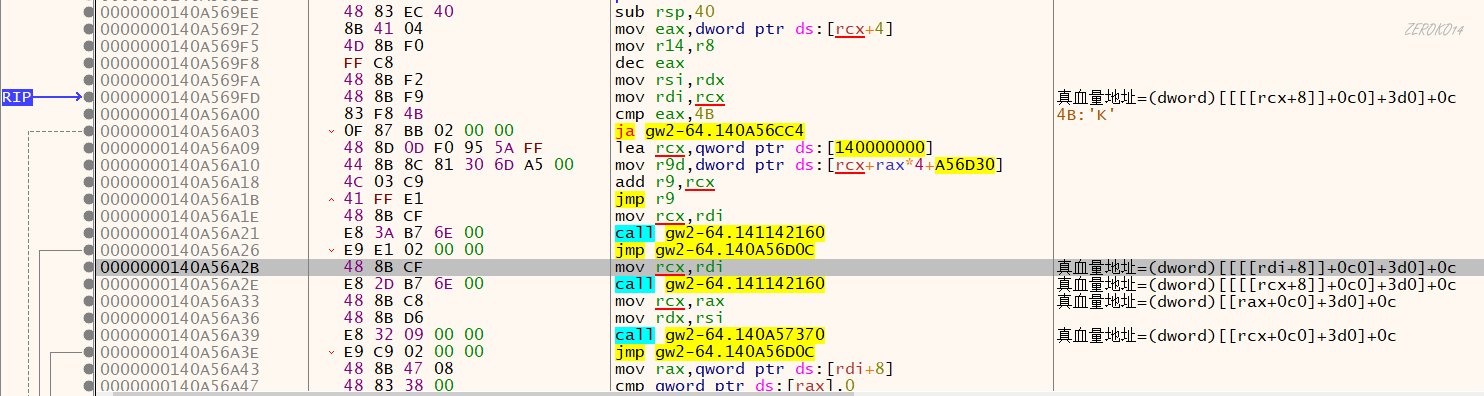 0000000140A569EE 48 83 EC 40 sub rsp,40
0000000140A569F2 8B 41 04 mov eax,dword ptr ds:[rcx+4] ZEROKO14
0000000140A569F5 4D 8B F0 mov r14,r8
0000000140A569F8 FF C8 dec eax
0000000140A569FA 48 8B F2 mov rsi,rdx
RIP 0000000140A569FD 48 8B F9 mov rdi,rcx 真血量地址=(dword)[[[[rcx+8]]+0c0]+3d0]+0c
0000000140A56A00 83 F8 4B cmp eax,4B 4B:'K'
0000000140A56A03 0F 87 BB 02 00 00 ja gw2-64.140A56CC4
0000000140A56A09 48 8D 0D F0 95 5A FF lea rcx,qword ptr ds:[140000000]
0000000140A56A10 44 8B 8C 81 30 6D A5 00 mov r9d,dword ptr ds:[rcx+rax*4+A56D30]
0000000140A56A18 4C 03 C9 add r9,rcx
0000000140A56A1B 41 FF E1 jmp r9
0000000140A56A1E 48 8B CF mov rcx,rdi
0000000140A56A21 E8 3A B7 6E 00 call gw2-64.141142160
0000000140A56A26 E9 E1 02 00 00 jmp gw2-64.140A56D0C
0000000140A56A2B 48 8B CF mov rcx,rdi 真血量地址=(dword)[[[[rdi+8]]+0c0]+3d0]+0c
0000000140A56A2E E8 2D B7 6E 00 call gw2-64.141142160 真血量地址=(dword)[[[[rcx+8]]+0c0]+3d0]+0c
0000000140A56A33 48 8B C8 mov rcx,rax 真血量地址=(dword)[[rax+0c0]+3d0]+0c
0000000140A56A36 48 8B D6 mov rdx,rsi
0000000140A56A39 E8 32 09 00 00 call gw2-64.140A57370 真血量地址=(dword)[[rcx+0c0]+3d0]+0c
0000000140A56A3E E9 C9 02 00 00 jmp gw2-64.140A56D0C
0000000140A56A43 48 8B 47 08 mov rax,qword ptr ds:[rdi+8]
0000000140A56A47 48 83 38 00 cmp qword ptr ds:[rax],0